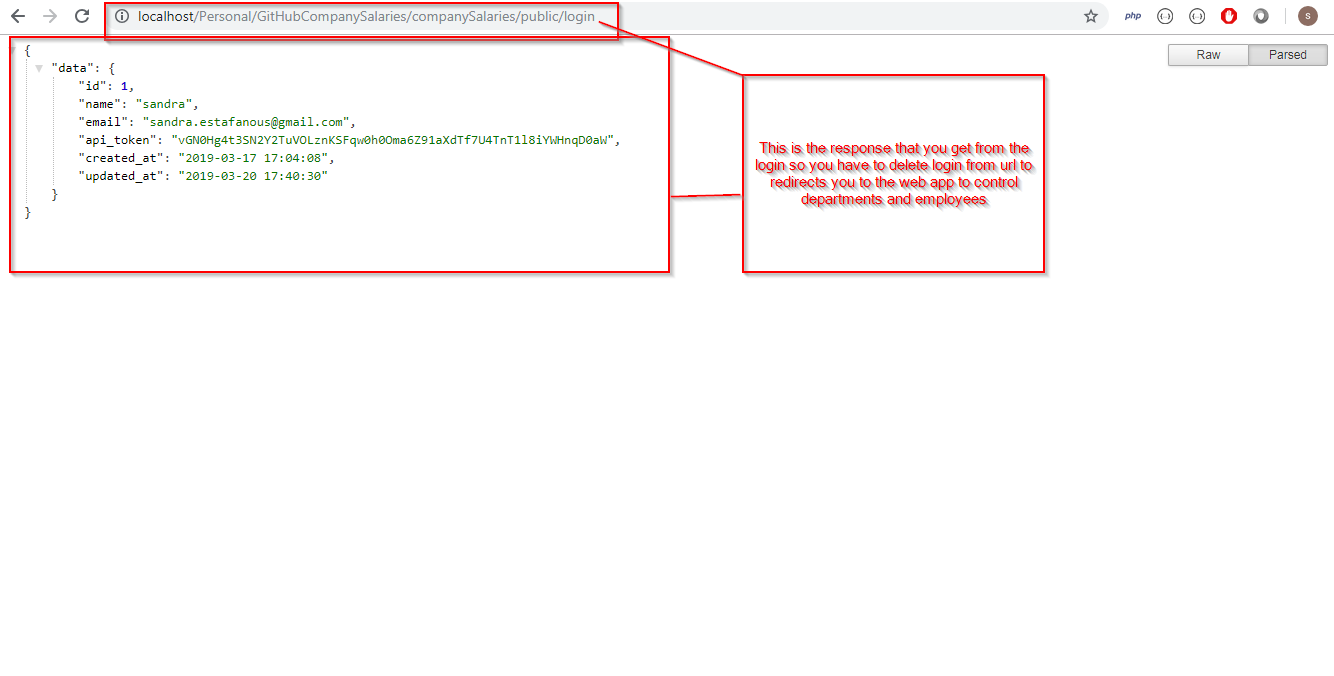 localhost/Personal/GitHubCompanySalaries/companySalaries/public/login
php
s
Raw
Parsed
{
"data": {
"id": 1,
"name": "sandra",
"email": "sandra.estafanous@gmail.com",
"api_token": "vGN0Hg4t3SN2Y2TuVOLznKSFqw0h0Oma6Z91aXdTf7U4TnT1l8iYWHnqD0aW",
"created_at": "2019-03-17 17:04:08",
"updated_at": "2019-03-20 17:40:30"
}
}
This is the response that you get from the
login so you have to delete login from url to
redirects you to the web app to control
departments and employees